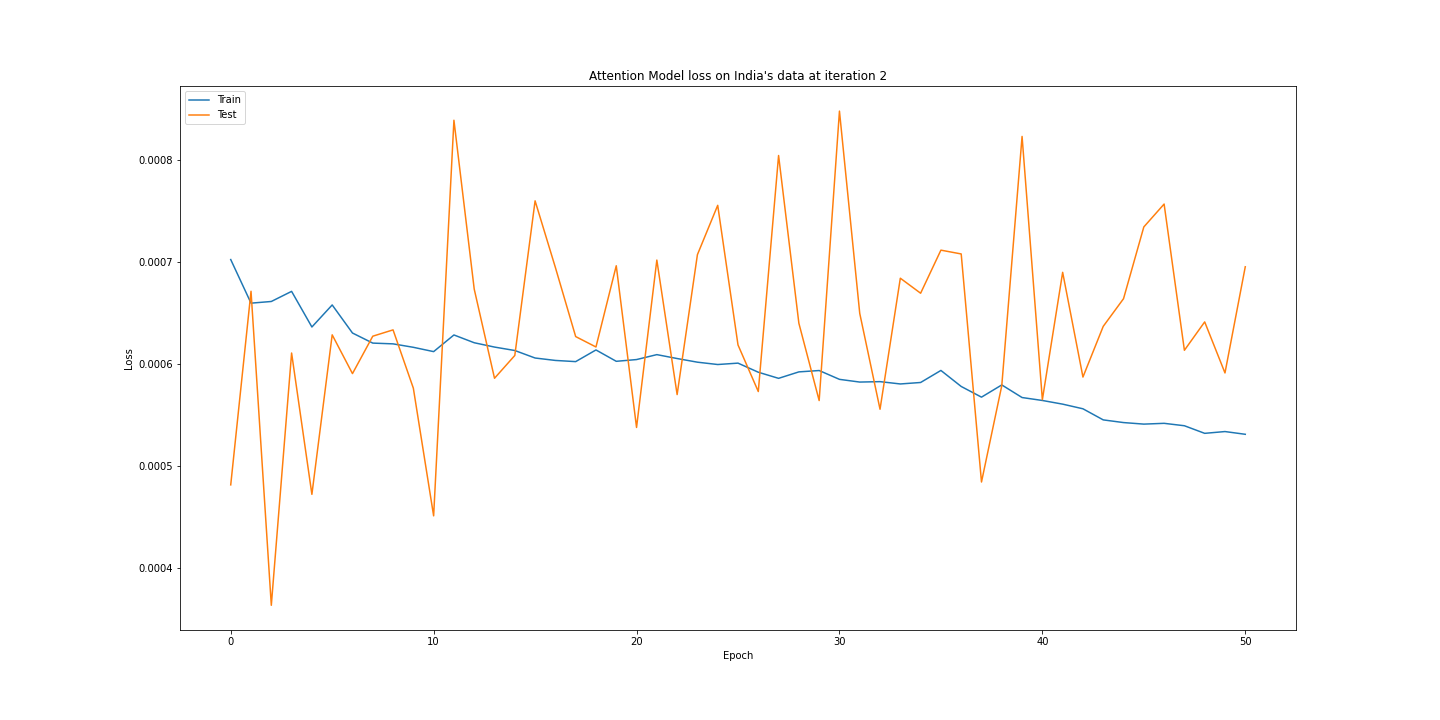 Attention Model loss on India's data at iteration 2
Train
Test
0.0008
0.0007
0.0006
0.0005
0.0004
Loss
0
10
20
30
40
50
Epoch